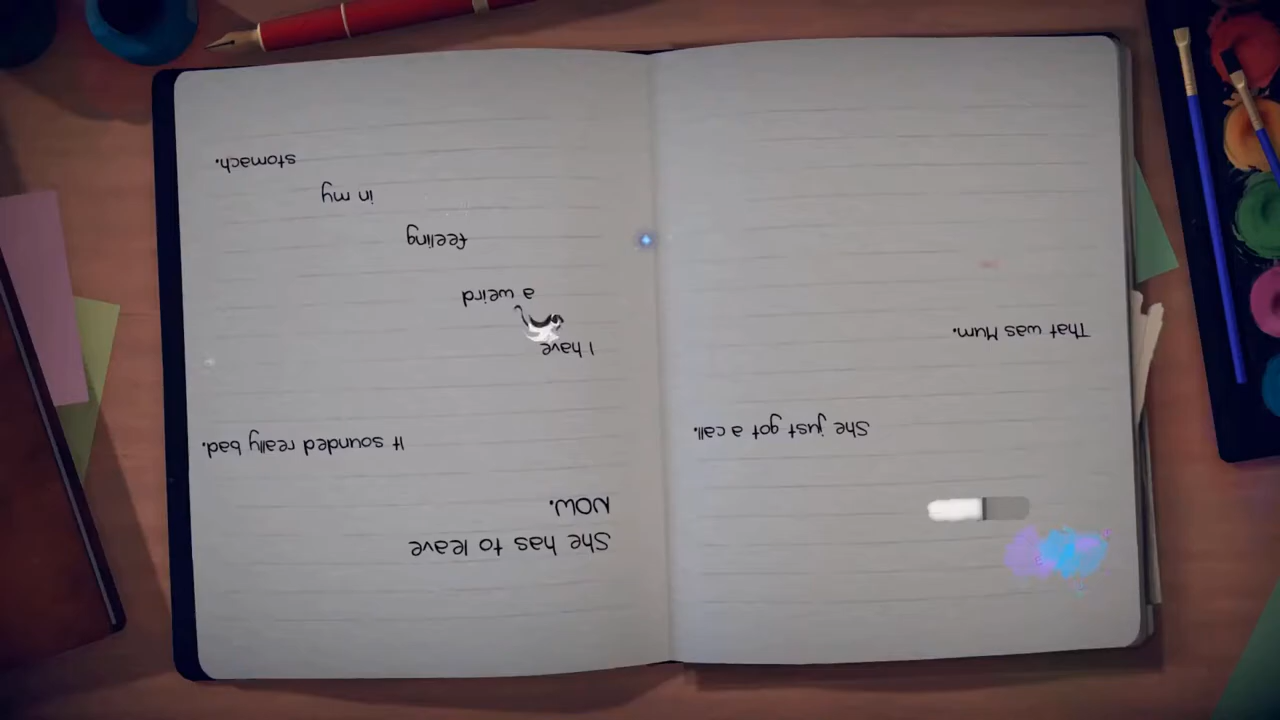 She just got a call.
That was Mum.
She has to leave
NOW.
It sounded really bad.
I have
a weird
feeling
in my
stomach.